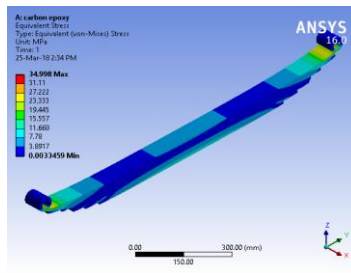 A: carbon epoxy
Equivalent Stress
Type: Equivalent (von-Mises) Stress
Unit: MPa
Time: 1
25-Mar-18 2:34 PM
ANSYS
16.0
34.998 Max
31.11
27.222
23.333
19.445
15.557
11.668
7.78
3.8917
0.0033459 Min
0.00
300.00 (mm)
150.00
Z
Y
X